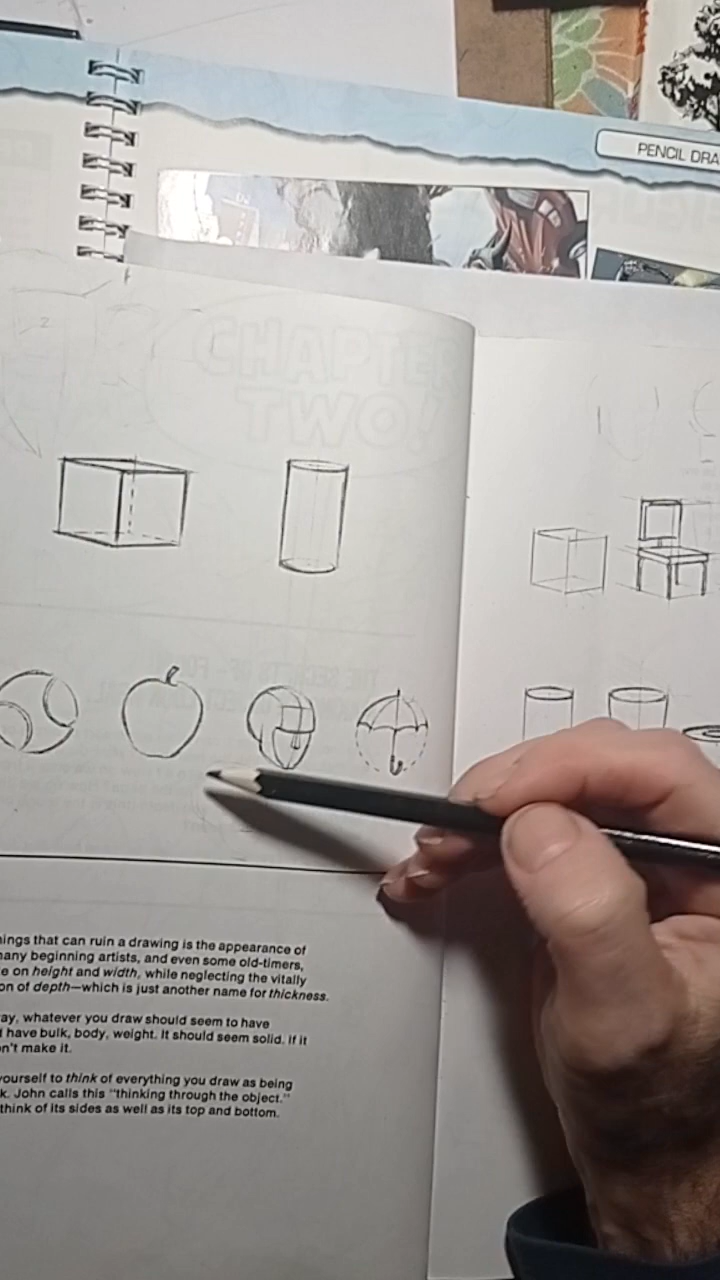 PENCIL DRA
CHAPTER
TWO!
2
ings that can ruin a drawing is the appearance of
any beginning artists, and even some old-timers,
e on height and width, while neglecting the vitally
on of depth—which is just another name for thickness.
ay, whatever you draw should seem to have
have bulk, body, weight. It should seem solid. If it
n't make it.
yourself to think of everything you draw as being
k. John calls this "thinking through the object."
think of its sides as well as its top and bottom.